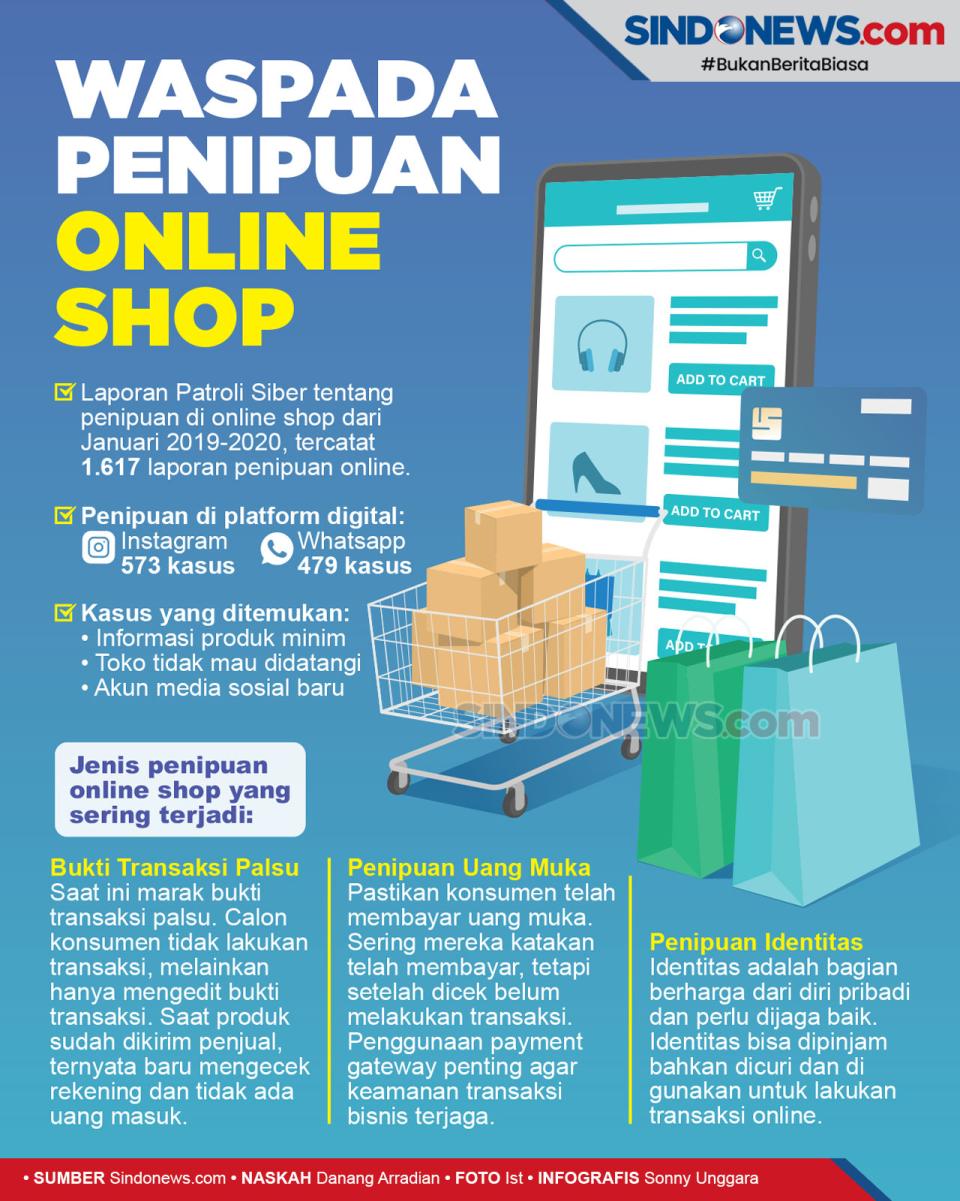 SINDONEWS.com
#BukanBeritaBiasa
WASPADA
PENIPUAN
ONLINE
SHOP
Laporan Patroli Siber tentang
penipuan di online shop dari
Januari 2019-2020, tercatat
1.617 laporan penipuan online.
Penipuan di platform digital:
Instagram
573 kasus
Whatsapp
479 kasus
Kasus yang ditemukan:
• Informasi produk minim
• Toko tidak mau didatangi
• Akun media sosial baru
ADD TO CART
ADD TO CART
ADD T
SINDONEWS.com
Jenis penipuan
online shop yang
sering terjadi:
Bukti Transaksi Palsu
Saat ini marak bukti
transaksi palsu. Calon
konsumen tidak lakukan
transaksi, melainkan
hanya mengedit bukti
transaksi. Saat produk
sudah dikirim penjual,
ternyata baru mengecek
rekening dan tidak ada
uang masuk.
Penipuan Uang Muka
Pastikan konsumen telah
membayar uang muka.
Sering mereka katakan
telah membayar, tetapi
setelah dicek belum
melakukan transaksi.
Penggunaan payment
gateway penting agar
keamanan transaksi
bisnis terjaga.
Penipuan Identitas
Identitas adalah bagian
berharga dari diri pribadi
dan perlu dijaga baik.
Identitas bisa dipinjam
bahkan dicuri dan di
gunakan untuk lakukan
transaksi online.
• SUMBER Sindonews.com • NASKAH Danang Arradian • FOTO Ist • INFOGRAFIS Sonny Unggara